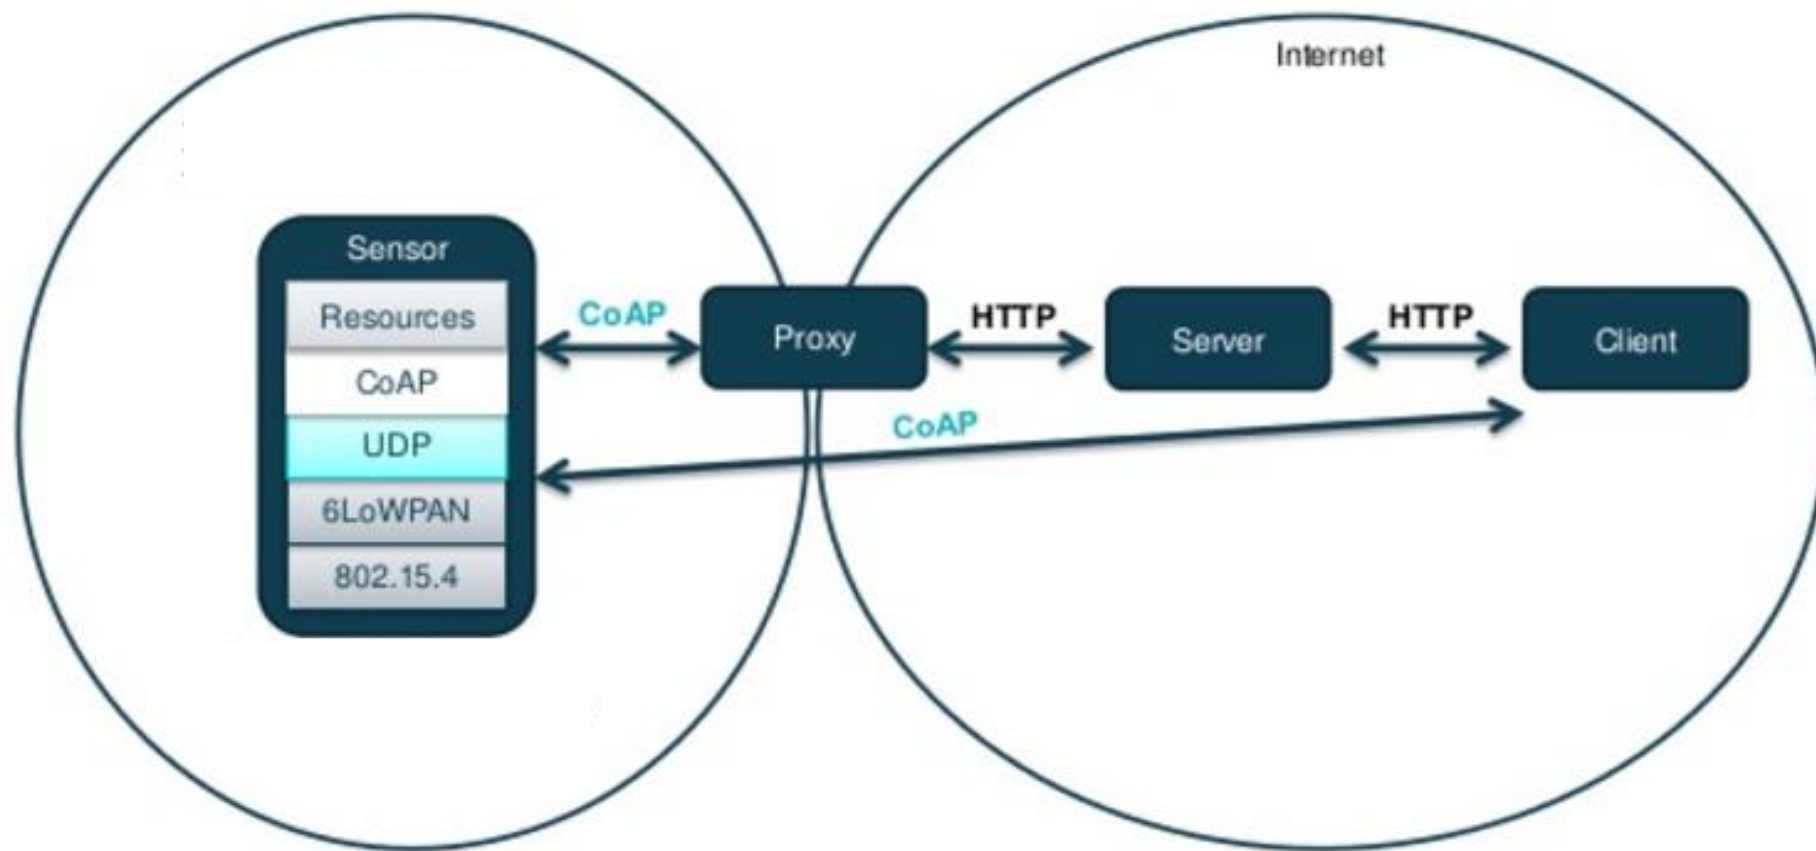 Internet
Sensor
Resources
CoAP
UDP
6LoWPAN
802.15.4
CoAP
Proxy
HTTP
Server
HTTP
Client
CoAP